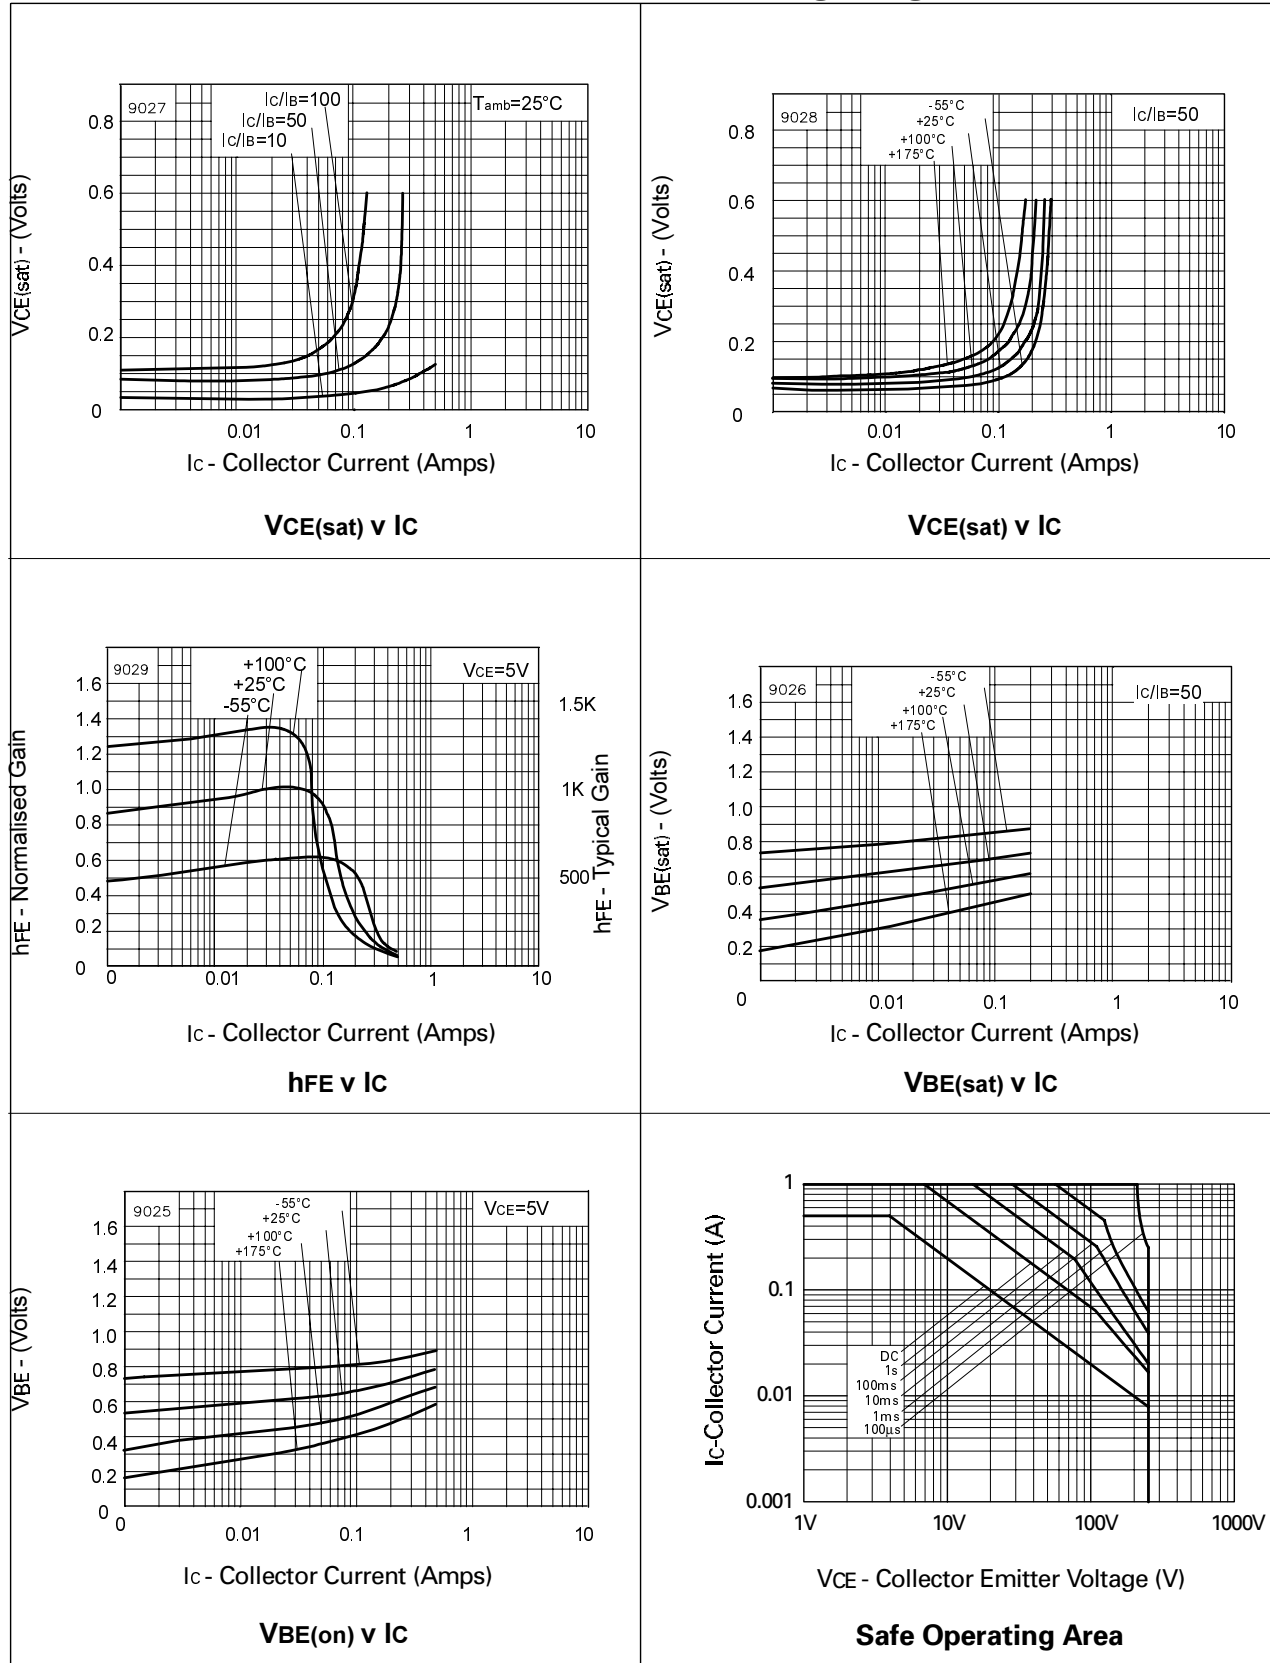 9027
IC/IB=100
IC/IB=50
IC/IB=10
Tamb=25°C
0.8
0.6
0.4
0.2
0
0.01
0.1
1
10
VCE(sat) - (Volts)
IC - Collector Current (Amps)
VCE(sat) v IC
9028
-55°C
+25°C
+100°C
+175°C
IC/IB=50
0.8
0.6
0.4
0.2
0
0.01
0.1
1
10
VCE(sat) - (Volts)
IC - Collector Current (Amps)
VCE(sat) v IC
9029
+100°C
+25°C
-55°C
VCE=5V
1.6
1.4
1.2
1.0
0.8
0.6
0.4
0.2
0
1.5K
1K
500
0
0.01
0.1
1
10
hFE - Normalised Gain
hFE - Typical Gain
IC - Collector Current (Amps)
hFE v IC
9026
-55°C
+25°C
+100°C
+175°C
IC/IB=50
1.6
1.4
1.2
1.0
0.8
0.6
0.4
0.2
0
0.01
0.1
1
10
VBE(sat) - (Volts)
IC - Collector Current (Amps)
VBE(sat) v IC
9025
-55°C
+25°C
+100°C
+175°C
VCE=5V
1.6
1.4
1.2
1.0
0.8
0.6
0.4
0.2
0
0
0.01
0.1
1
10
VBE - (Volts)
IC - Collector Current (Amps)
VBE(on) v IC
1
0.1
0.01
0.001
DC
1s
100ms
10ms
1ms
100µs
1V
10V
100V
1000V
IC-Collector Current (A)
VCE - Collector Emitter Voltage (V)
Safe Operating Area